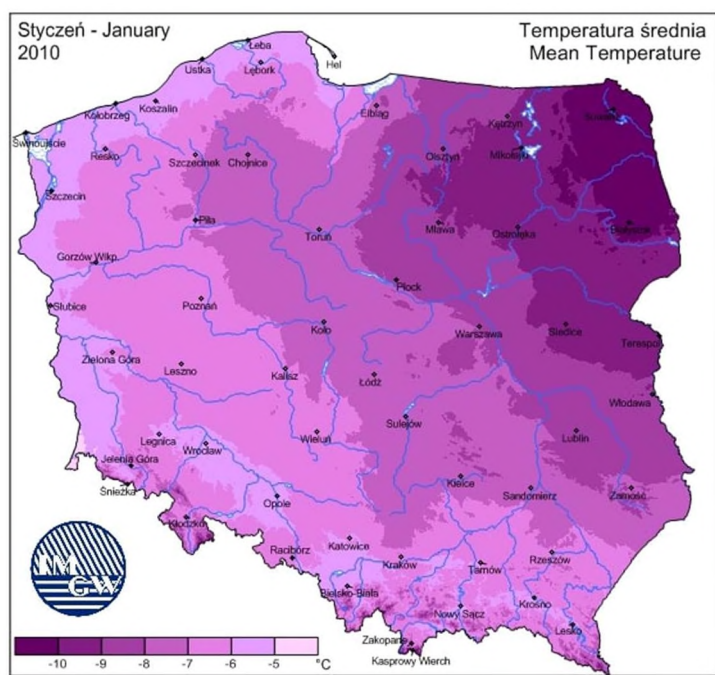 Styczeń - January
2010
Temperatura średnia
Mean Temperature
Łeba
Hel
Ustka
Lębork
Koszalin
Kołobrzeg
Elbląg
Kętrzyn
Suwałki
Świnoujście
Resko
Szczecinek
Chojnice
Olsztyn
Mikołajki
Szczecin
Piła
Toruń
Mława
Ostrołęka
Białystok
Gorzów Wlkp.
Płock
Słubice
Poznań
Koło
Warszawa
Siedlce
Terespol
Zielona Góra
Leszno
Kalisz
Łódź
Włodawa
Sulejów
Legnica
Wrocław
Wieluń
Lublin
Jelenia Góra
Śnieżka
Opole
Kielce
Sandomierz
Zamość
Kłodzko
Racibórz
Katowice
Kraków
Tarnów
Rzeszów
Bielsko-Biała
Nowy Sącz
Krosno
Lesko
Zakopane
Kasprowy Wierch
IM
GW
-10 -9 -8 -7 -6 -5 °C